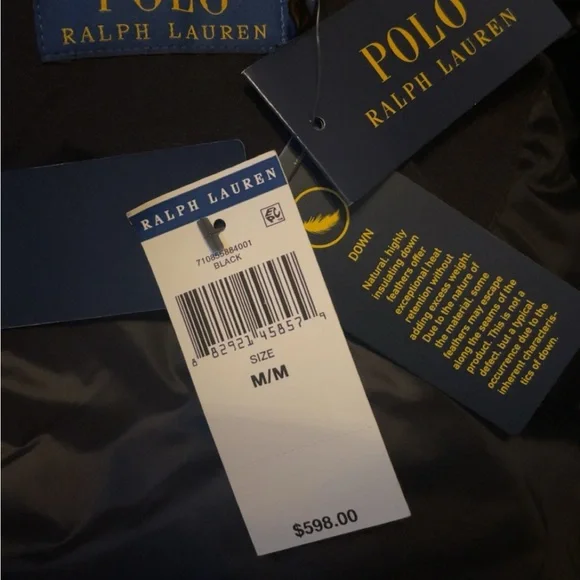 POLO
RALPH LAUREN
POLO
RALPH LAUREN
RALPH LAUREN
BLACK
8 82921 45857 9
SIZE
M/M
$598.00
DOWN
Natural, highly
insulating down
feathers offer
exceptional heat
retention without
adding excess weight.
Due to the nature of
the material, some
feathers may escape
along the seams of the
product. This is not a
defect, but a typical
occurrence due to the
inherent characteris-
tics of down.